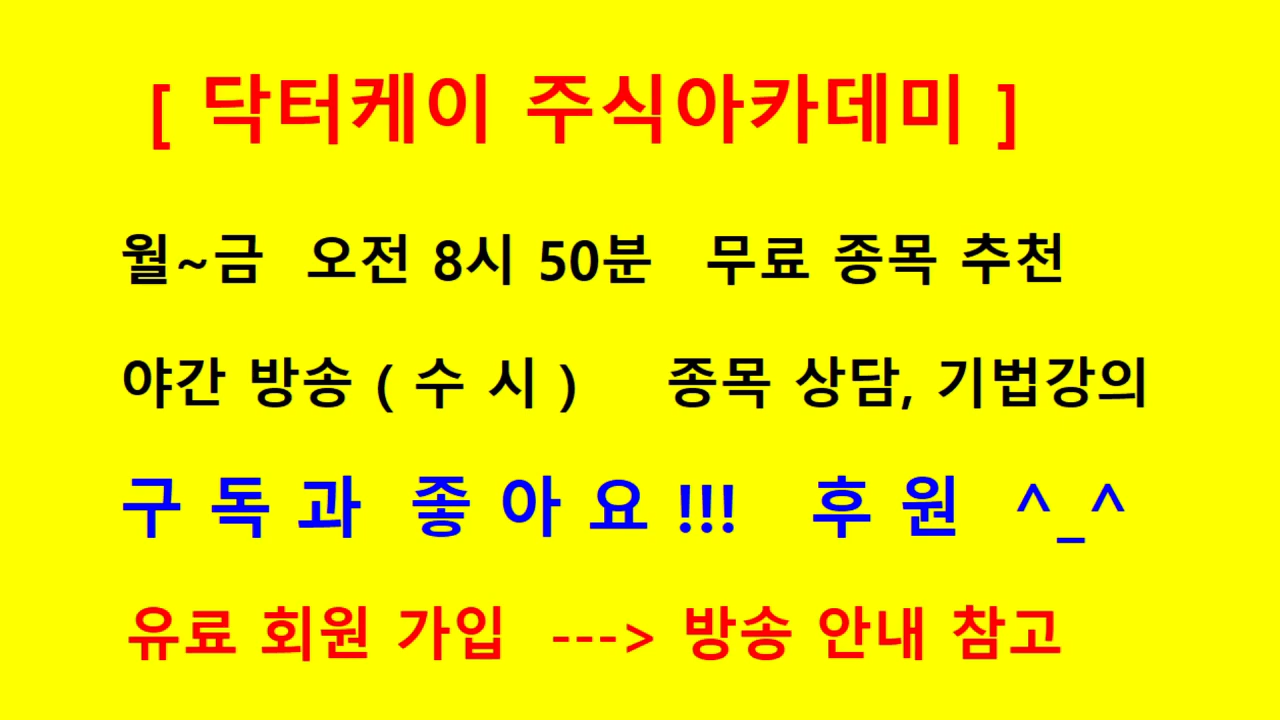 [ 닥터케이 주식아카데미 ]
월~금 오전 8시 50분 무료 종목 추천
야간 방송 ( 수 시 ) 종목 상담, 기법강의
구 독 과 좋 아 요 !!! 후 원 ^_^
유료 회원 가입 ---> 방송 안내 참고